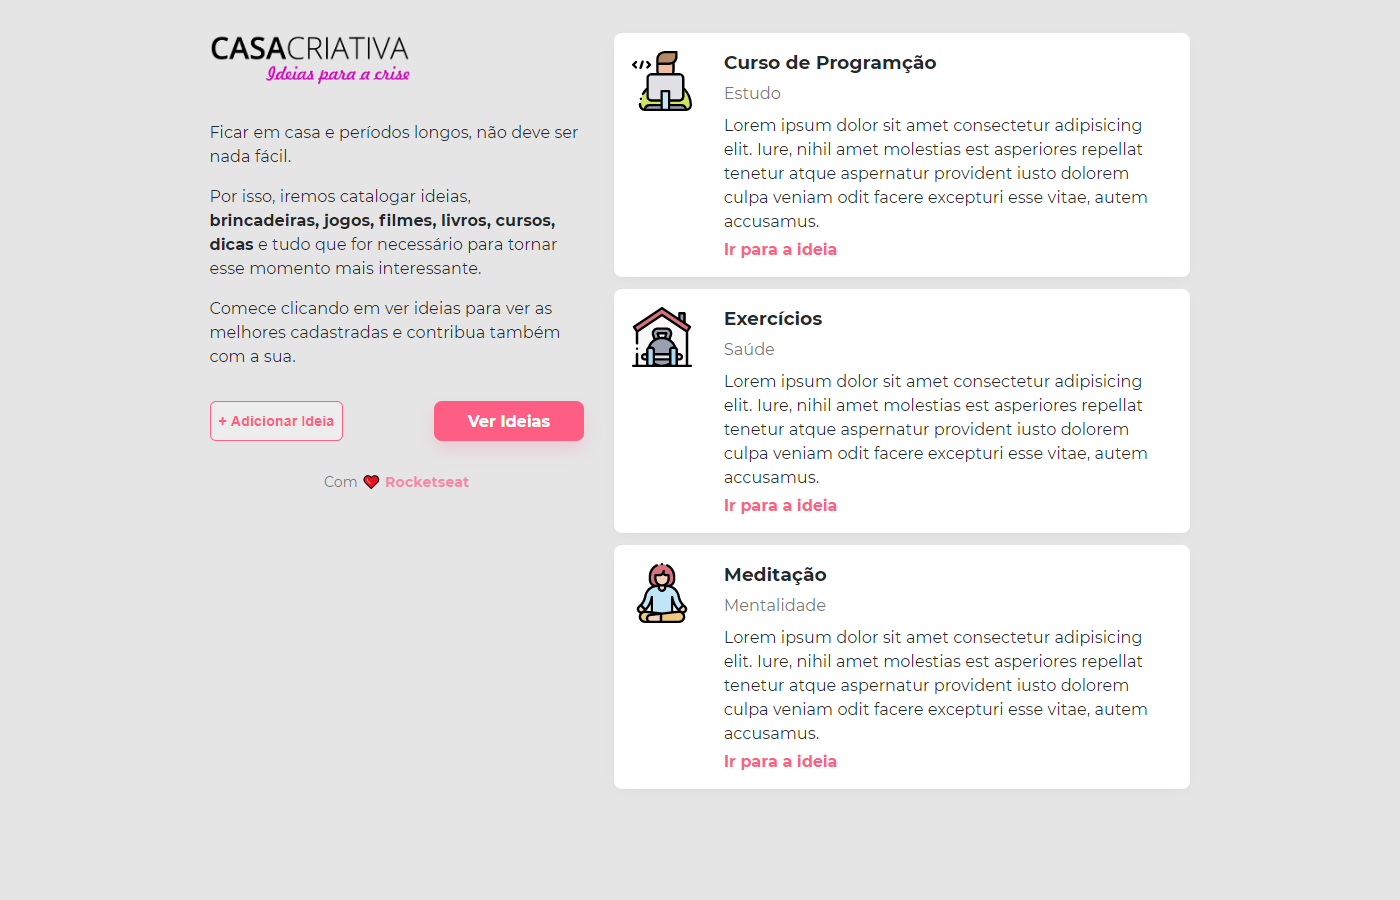 CASACRIATIVA
Ideias para a crise
Ficar em casa e períodos longos, não deve ser
nada fácil.
Por isso, iremos catalogar ideias,
brincadeiras, jogos, filmes, livros, cursos,
dicas e tudo que for necessário para tornar
esse momento mais interessante.
Comece clicando em ver ideias para ver as
melhores cadastradas e contribua também
com a sua.
+ Adicionar Ideia
Ver Ideias
Com Rocketseat
Curso de Programção
Estudo
Lorem ipsum dolor sit amet consectetur adipisicing
elit. Iure, nihil amet molestias est asperiores repellat
tenetur atque aspernatur provident iusto dolorem
culpa veniam odit facere excepturi esse vitae, autem
accusamus.
Ir para a ideia
Exercícios
Saúde
Lorem ipsum dolor sit amet consectetur adipisicing
elit. Iure, nihil amet molestias est asperiores repellat
tenetur atque aspernatur provident iusto dolorem
culpa veniam odit facere excepturi esse vitae, autem
accusamus.
Ir para a ideia
Meditação
Mentalidade
Lorem ipsum dolor sit amet consectetur adipisicing
elit. Iure, nihil amet molestias est asperiores repellat
tenetur atque aspernatur provident iusto dolorem
culpa veniam odit facere excepturi esse vitae, autem
accusamus.
Ir para a ideia